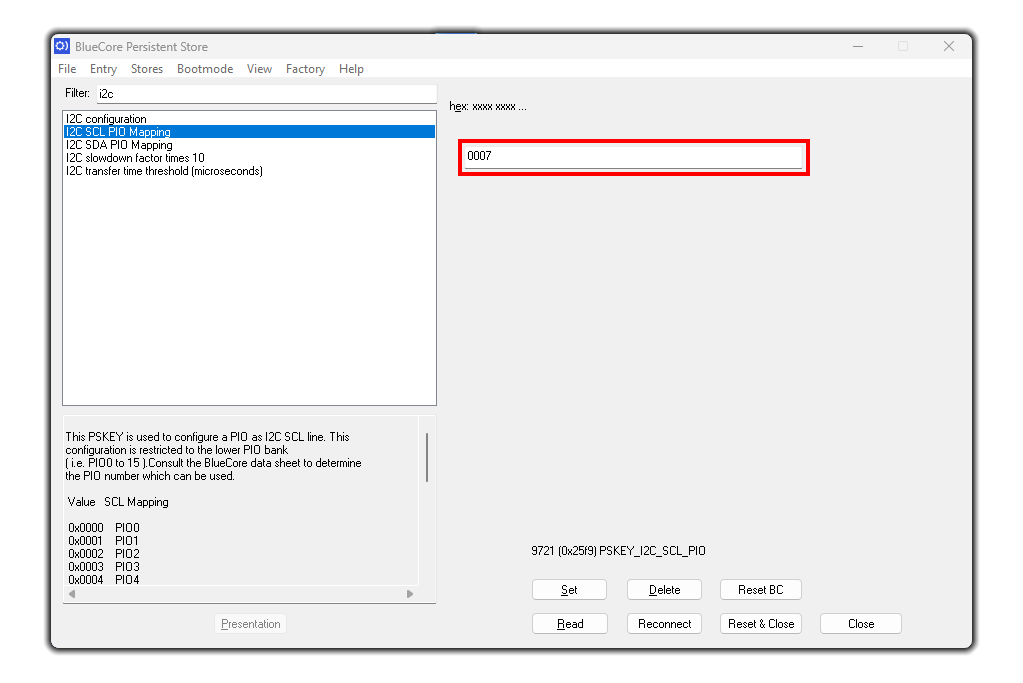 BlueCore Persistent Store
File Entry Stores Bootmode View Factory Help
Filter: i2c
hex: xxxx xxxx ...
I2C configuration
I2C SCL PIO Mapping
I2C SDA PIO Mapping
I2C slowdown factor times 10
I2C transfer time threshold (microseconds)
0007
This PSKEY is used to configure a PIO as I2C SCL line. This
configuration is restricted to the lower PIO bank
( i.e. PIO0 to 15 ).Consult the BlueCore data sheet to determine
the PIO number which can be used.
Value SCL Mapping
0x0000 PIO0
0x0001 PIO1
0x0002 PIO2
0x0003 PIO3
0x0004 PIO4
9721 (0x25f9) PSKEY_I2C_SCL_PIO
Set Delete Reset BC
Presentation
Read Reconnect Reset & Close Close